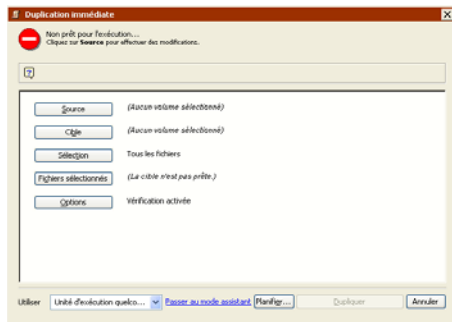 Duplication immédiate
Non prêt pour l'exécution...
Cliquez sur Source pour effectuer des modifications.
Source (Aucun volume sélectionné)
Cible (Aucun volume sélectionné)
Sélection Tous les fichiers
Fichiers sélectionnés (La cible n'est pas prête.)
Options Vérification activée
Utiliser Unité d'exécution quelco... Passer au mode assistant Planifier... Dupliquer Annuler